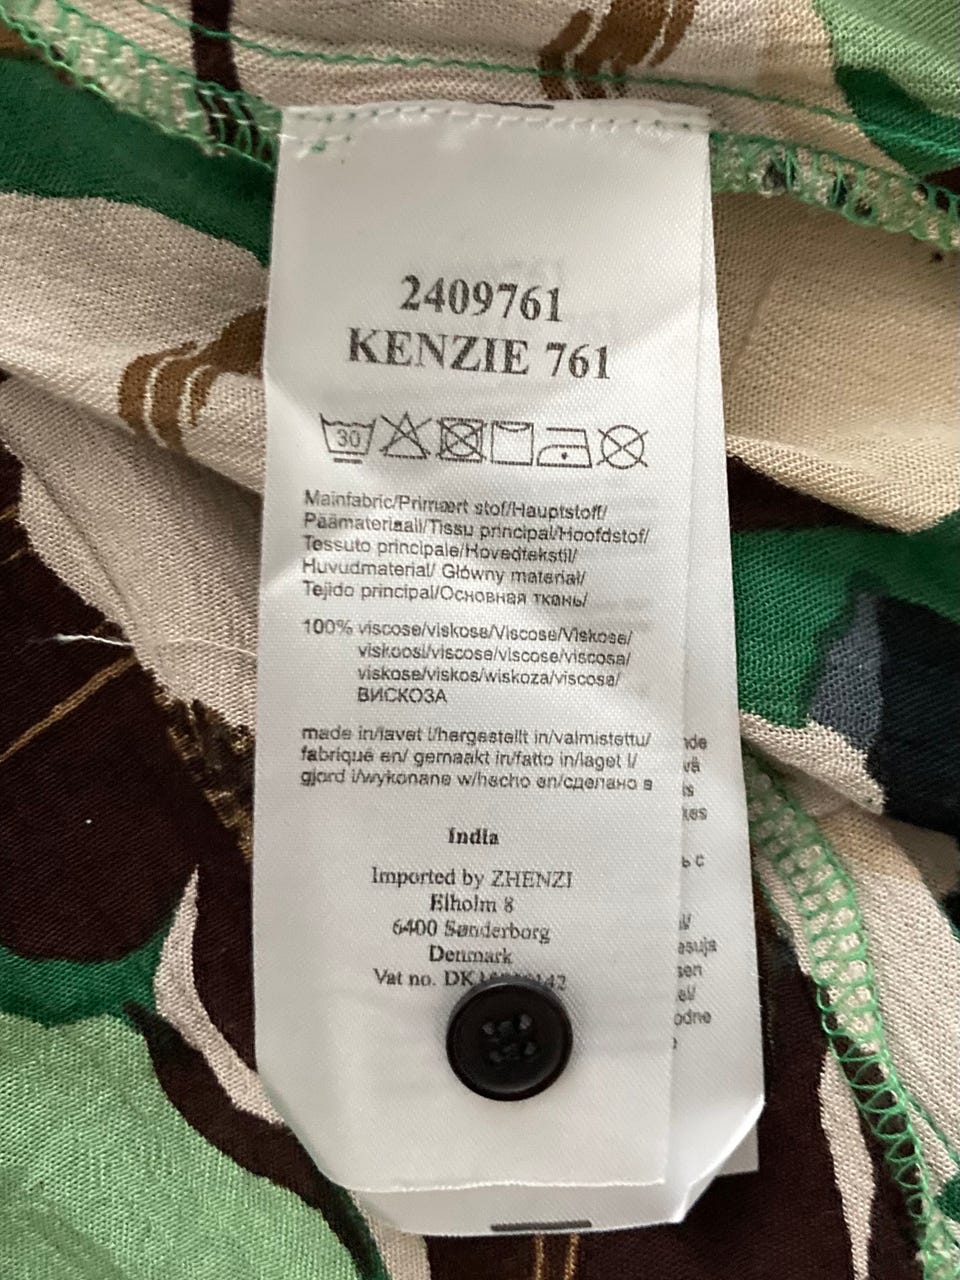 2409761
KENZIE 761
30
Mainfabric/Primært stof/Hauptstoff/
Päämateriaali/Tissu principal/Hoofdstof/
Tessuto principale/Hovedtekstil/
Huvudmaterial/ Główny materiał/
Tejido principal/Основная ткань/
100% viscose/viskose/Viscose/Viskose/
viskoosi/viscose/viscose/viscosa/
viskose/viskos/wiskoza/viscosa/
ВИСКОЗА
made in/lavet i/hergestellt in/valmistettu/
fabriqué en/ gemaakt in/fatto in/laget i/
gjord i/wykonane w/hecho en/сделано в
India
Imported by ZHENZI
Elholm 8
6400 Sønderborg
Denmark
Vat no.